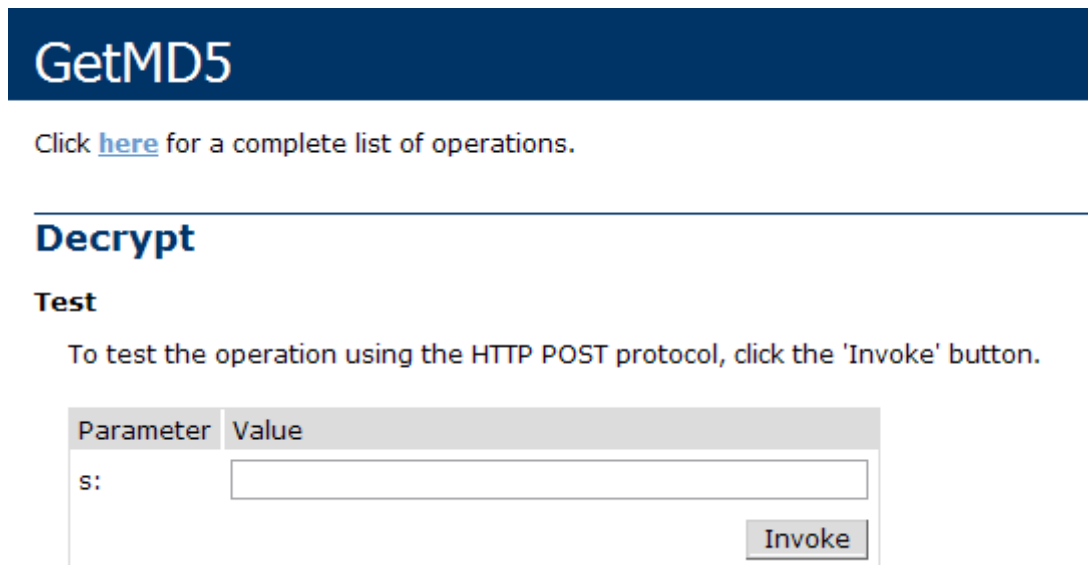 GetMD5
Click here for a complete list of operations.
Decrypt
Test
To test the operation using the HTTP POST protocol, click the 'Invoke' button.
Parameter Value
s:
Invoke